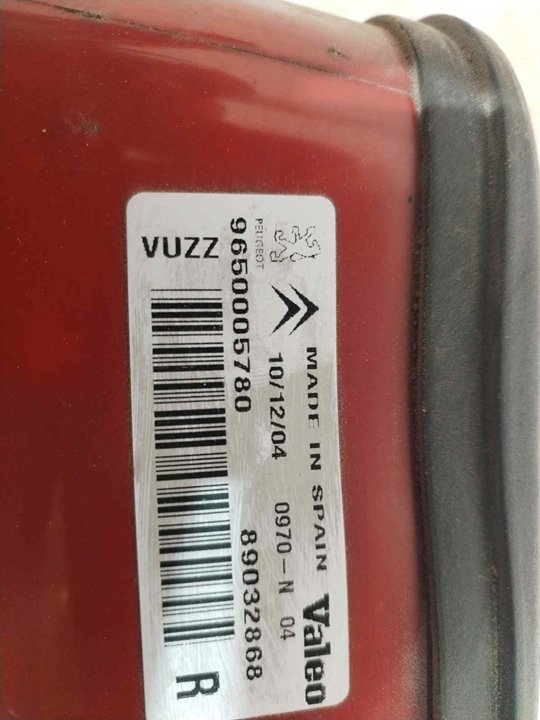 PEUGEOT
MADE IN SPAIN
Valeo
10/12/04
0970-N 04
9650005780
89032868
VUZZ
R